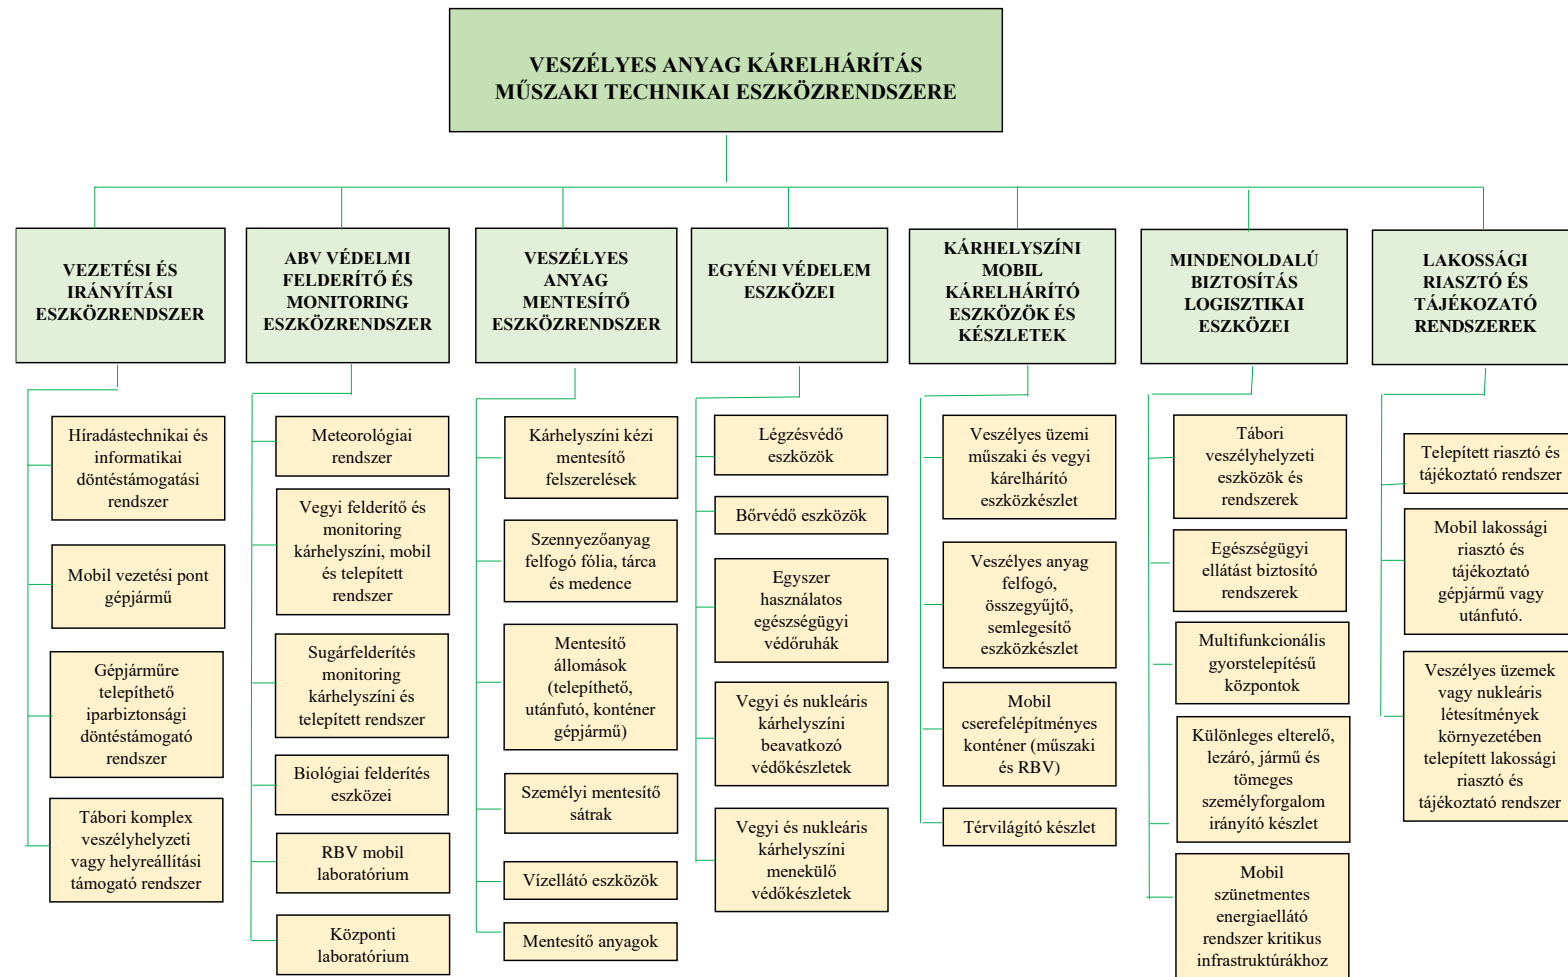 VESZÉLYES ANYAG KÁRELHÁRÍTÁS
MŰSZAKI TECHNIKAI ESZKÖZRENDSZERE
VEZETÉSI ÉS
IRÁNYÍTÁSI
ESZKÖZRENDSZER
Híradástechnikai és
informatikai
döntéstámogatási
rendszer
Mobil vezetési pont
gépjármű
Gépjárműre
telepíthető
iparbiztonsági
döntéstámogató
rendszer
Tábori komplex
veszélyhelyzeti
vagy helyreállítási
támogató rendszer
ABV VÉDELMI
FELDERÍTŐ ÉS
MONITORING
ESZKÖZRENDSZER
Meteorológiai
rendszer
Vegyi felderítő és
monitoring
kárhelyszíni, mobil
és telepített
rendszer
Sugárfelderítés
monitoring
kárhelyszíni és
telepített rendszer
Biológiai felderítés
eszközei
RBV mobil
laboratórium
Központi
laboratórium
VESZÉLYES
ANYAG
MENTESÍTŐ
ESZKÖZRENDSZER
Kárhelyszíni kézi
mentesítő
felszerelések
Szennyezőanyag
felfogó fólia, tárca
és medence
Mentesítő
állomások
(telepíthető,
utánfutó, konténer
gépjármű)
Személyi mentesítő
sátrak
Vízellátó eszközök
Mentesítő anyagok
EGYÉNI VÉDELEM
ESZKÖZEI
Légzésvédő
eszközök
Bőrvédő eszközök
Egyszer
használatos
egészségügyi
védőruhák
Vegyi és nukleáris
kárhelyszíni
beavatkozó
védőkészletek
Vegyi és nukleáris
kárhelyszíni
menekülő
védőkészletek
KÁRHELYSZÍNI
MOBIL
KÁRELHÁRÍTÓ
ESZKÖZÖK ÉS
KÉSZLETEK
Veszélyes üzemi
műszaki és vegyi
kárelhárító
eszközkészlet
Veszélyes anyag
felfogó,
összegyűjtő,
semlegesítő
eszközkészlet
Mobil
cserefelépítményes
konténer (műszaki
és RBV)
Térvilágító készlet
MINDENOLDALÚ
BIZTOSÍTÁS
LOGISZTIKAI
ESZKÖZEI
Tábori
veszélyhelyzeti
eszközök és
rendszerek
Egészségügyi
ellátást biztosító
rendszerek
Multifunkcionális
gyorstelepítésű
központok
Különleges elterelő,
lezáró, jármű és
tömeges
személyforgalom
irányító készlet
Mobil
szünetmentes
energiaellátó
rendszer kritikus
infrastruktúrákhoz
LAKOSSÁGI
RIASZTÓ ÉS
TÁJÉKOZATÓ
RENDSZEREK
Telepített riasztó és
tájékoztató rendszer
Mobil lakossági
riasztó és
tájékoztató
gépjármű vagy
utánfutó.
Veszélyes üzemek
vagy nukleáris
létesítmények
környezetében
telepített lakossági
riasztó és
tájékoztató rendszer